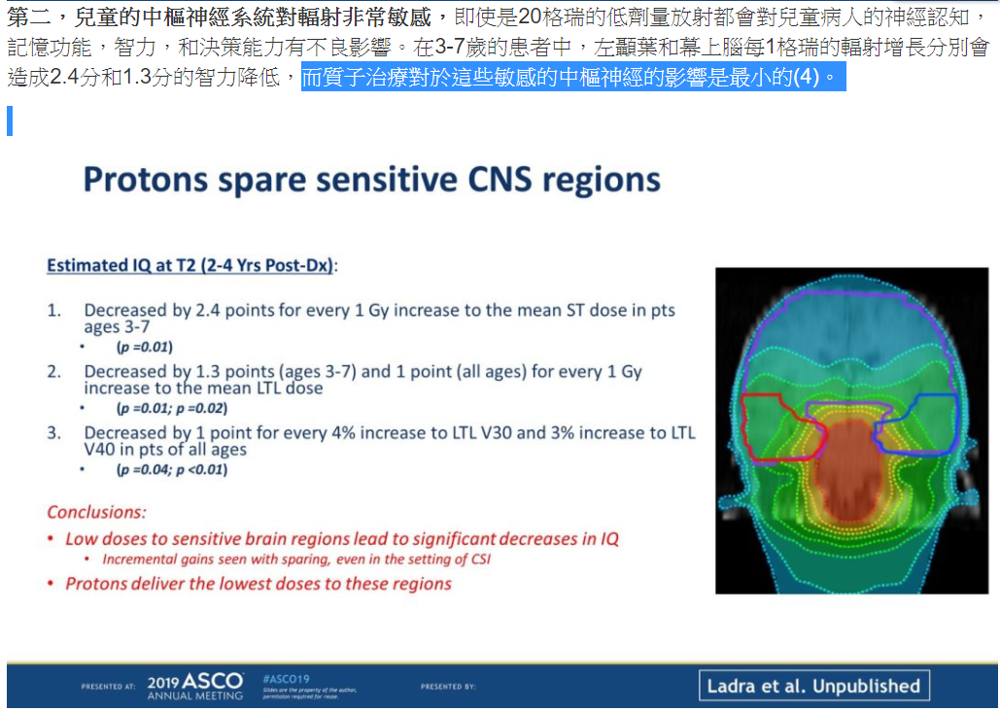 第二，兒童的中樞神經系統對輻射非常敏感，即使是20格瑞的低劑量放射都會對兒童病人的神經認知，
記憶功能，智力，和決策能力有不良影響。在3-7歲的患者中，左顳葉和幕上腦每1格瑞的輻射增長分別會
造成2.4分和1.3分的智力降低，而質子治療對於這些敏感的中樞神經的影響是最小的(4)。
Protons spare sensitive CNS regions
Estimated IQ at T2 (2-4 Yrs Post-Dx):
1. Decreased by 2.4 points for every 1 Gy increase to the mean ST dose in pts
ages 3-7
• (p =0.01)
2. Decreased by 1.3 points (ages 3-7) and 1 point (all ages) for every 1 Gy
increase to the mean LTL dose
• (p =0.01; p =0.02)
3. Decreased by 1 point for every 4% increase to LTL V30 and 3% increase to LTL
V40 in pts of all ages
• (p =0.04; p <0.01)
Conclusions:
• Low doses to sensitive brain regions lead to significant decreases in IQ
• Incremental gains seen with sparing, even in the setting of CSI
• Protons deliver the lowest doses to these regions
PRESENTED AT:
2019 ASCO
ANNUAL MEETING
#ASCO19
Slides are the property of the author,
permission required for reuse.
PRESENTED BY:
Ladra et al. Unpublished